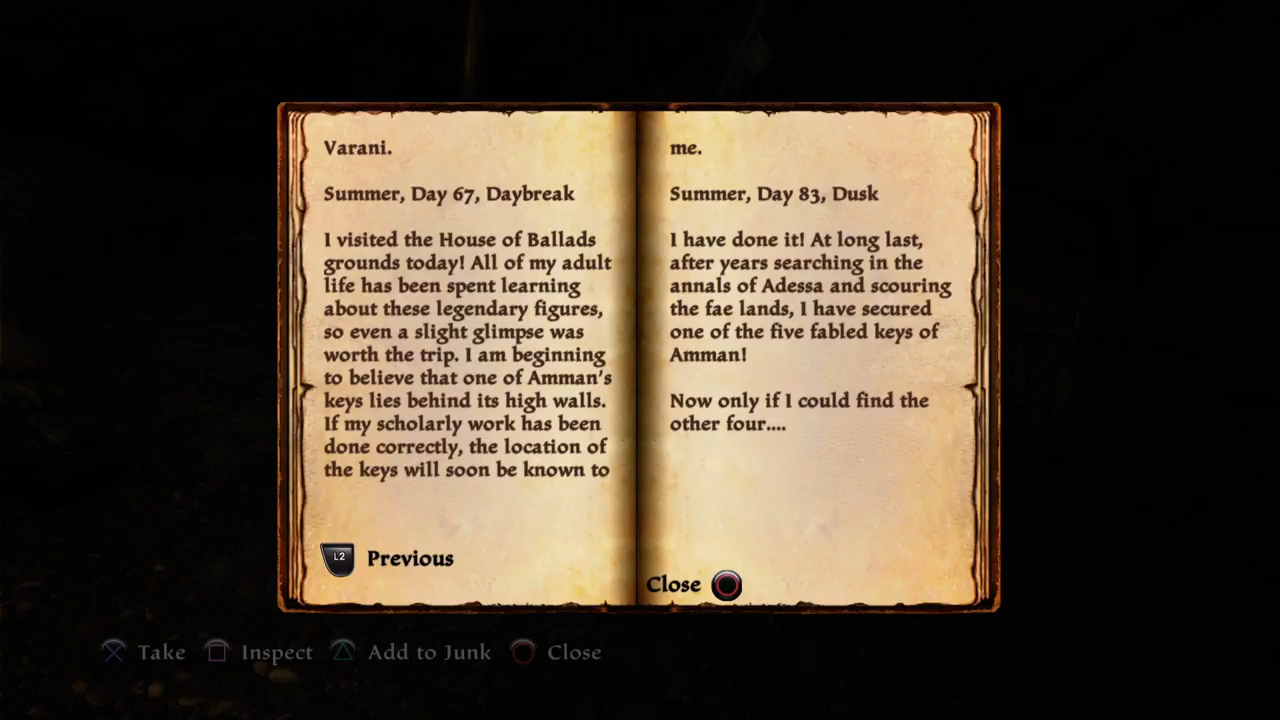 Varani.
Summer, Day 67, Daybreak
I visited the House of Ballads
grounds today! All of my adult
life has been spent learning
about these legendary figures,
so even a slight glimpse was
worth the trip. I am beginning
to believe that one of Amman's
keys lies behind its high walls.
If my scholarly work has been
done correctly, the location of
the keys will soon be known to
L2 Previous
me.
Summer, Day 83, Dusk
I have done it! At long last,
after years searching in the
annals of Adessa and scouring
the fae lands, I have secured
one of the five fabled keys of
Amman!
Now only if I could find the
other four....
Close
Take Inspect Add to Junk Close